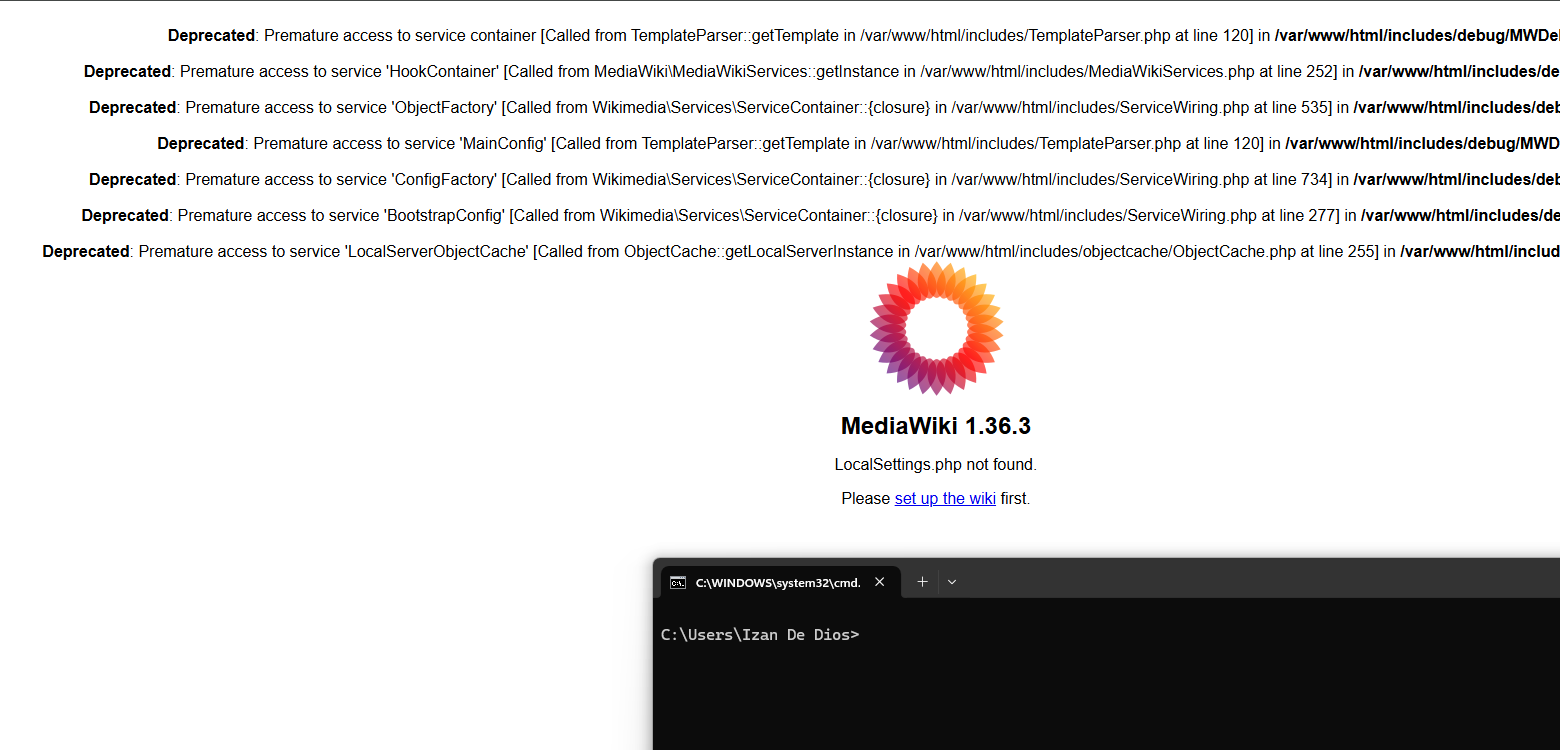 Deprecated: Premature access to service container [Called from TemplateParser::getTemplate in /var/www/html/includes/TemplateParser.php at line 120] in /var/www/html/includes/debug/MWDe
Deprecated: Premature access to service 'HookContainer' [Called from MediaWiki\MediaWikiServices::getInstance in /var/www/html/includes/MediaWikiServices.php at line 252] in /var/www/html/includes/de
Deprecated: Premature access to service 'ObjectFactory' [Called from Wikimedia\Services\ServiceContainer::{closure} in /var/www/html/includes/ServiceWiring.php at line 535] in /var/www/html/includes/deb
Deprecated: Premature access to service 'MainConfig' [Called from TemplateParser::getTemplate in /var/www/html/includes/TemplateParser.php at line 120] in /var/www/html/includes/debug/MWD
Deprecated: Premature access to service 'ConfigFactory' [Called from Wikimedia\Services\ServiceContainer::{closure} in /var/www/html/includes/ServiceWiring.php at line 734] in /var/www/html/includes/deb
Deprecated: Premature access to service 'BootstrapConfig' [Called from Wikimedia\Services\ServiceContainer::{closure} in /var/www/html/includes/ServiceWiring.php at line 277] in /var/www/html/includes/de
Deprecated: Premature access to service 'LocalServerObjectCache' [Called from ObjectCache::getLocalServerInstance in /var/www/html/includes/objectcache/ObjectCache.php at line 255] in /var/www/html/includ
MediaWiki 1.36.3
LocalSettings.php not found.
Please set up the wiki first.
C:\WINDOWS\system32\cmd.
C:\Users\Izan De Dios>